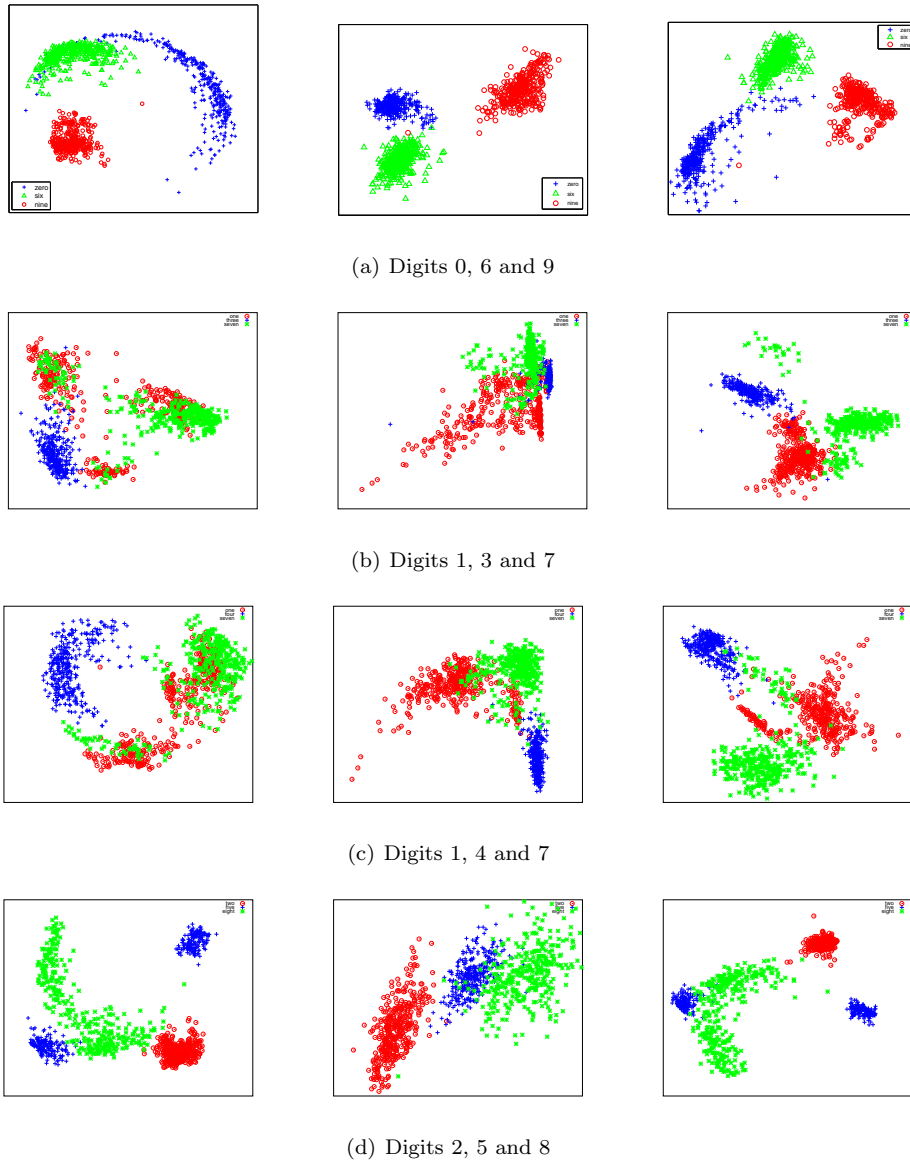 zero
six
nine
zero
six
nine
zero
six
nine
(a) Digits 0, 6 and 9
one
three
seven
one
three
seven
one
three
seven
(b) Digits 1, 3 and 7
one
four
seven
one
four
seven
one
four
seven
(c) Digits 1, 4 and 7
two
five
eight
two
five
eight
two
five
eight
(d) Digits 2, 5 and 8